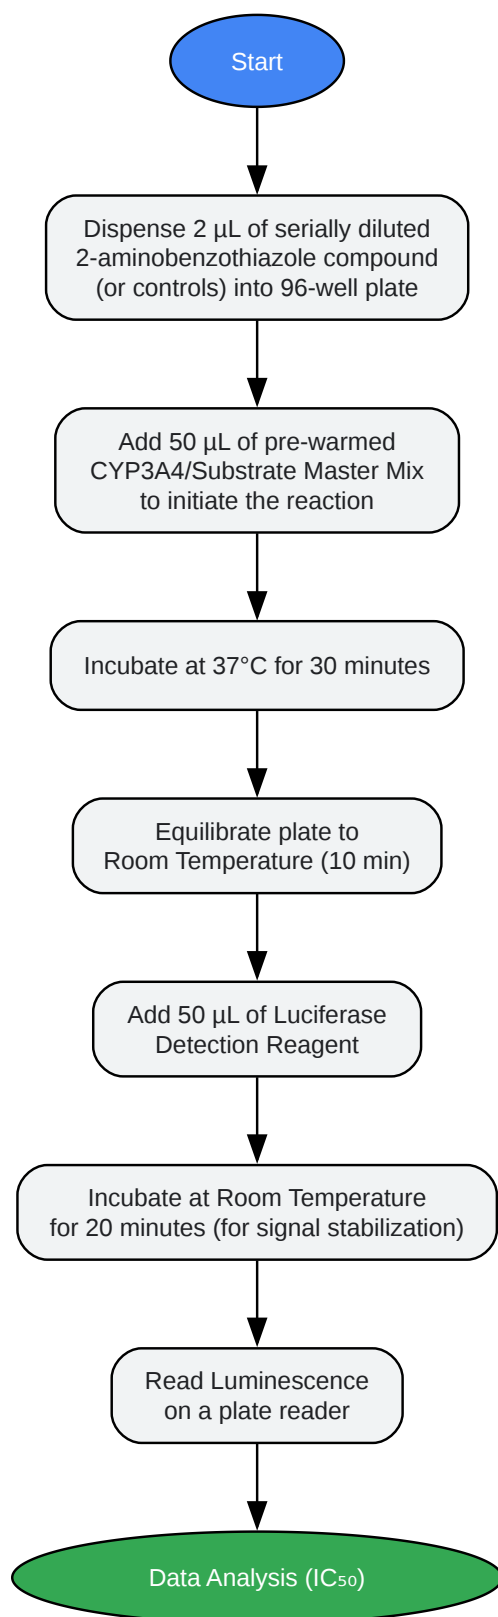 Start
Dispense 2 µL of serially diluted
2-aminobenzothiazole compound
(or controls) into 96-well plate
Add 50 µL of pre-warmed
CYP3A4/Substrate Master Mix
to initiate the reaction
Incubate at 37°C for 30 minutes
Equilibrate plate to
Room Temperature (10 min)
Add 50 µL of Luciferase
Detection Reagent
Incubate at Room Temperature
for 20 minutes (for signal stabilization)
Read Luminescence
on a plate reader
Data Analysis (IC₅₀)